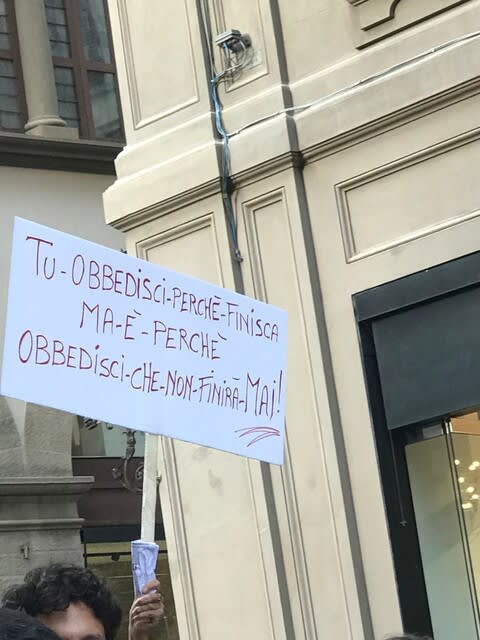 TU-OBBEDISCI-PERCHÈ-FINISCA
MA-È-PERCHÈ
OBBEDISCI-CHE-NON-FINIRÀ-MAI!